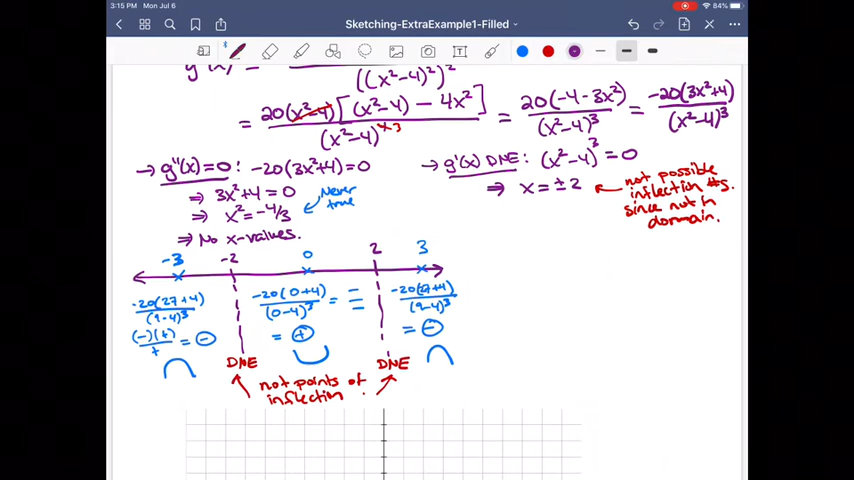 3:15 PM Mon Jul 6
84%
Sketching-ExtraExample1-Filled
((x²-4)²)²
= 20(x²-4)[(x²-4) - 4x²] / (x²-4)^4 3 = 20(-4-3x²) / (x²-4)³ = -20(3x²+4) / (x²-4)³
→ g''(x)=0: -20(3x²+4)=0
⇒ 3x²+4=0
⇒ x²=-4/3
Never true
⇒ No x-values.
→ g'(x) DNE: (x²-4)³=0
⇒ x=±2
not possible
inflection #s.
since not in
domain.
-3 -2 0 2 3
-20(27+4) / (9-4)³
(-)(+) / + = -
-20(0+4) / (0-4)³ = - / -
= +
-20(27+4) / (9-4)³
= -
DNE DNE
not points of
inflection.